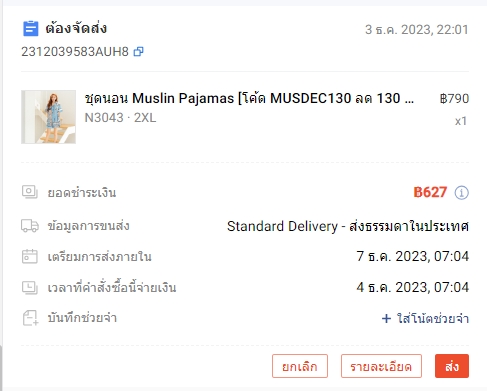 ต้องจัดส่ง
3 ธ.ค. 2023, 22:01
2312039583AUH8
ชุดนอน Muslin Pajamas [โค้ด MUSDEC130 ลด 130 ...
฿790
N3043 · 2XL
x1
ยอดชำระเงิน
฿627
ข้อมูลการขนส่ง
Standard Delivery - ส่งธรรมดาในประเทศ
เตรียมการส่งภายใน
7 ธ.ค. 2023, 07:04
เวลาที่คำสั่งซื้อนี้จ่ายเงิน
4 ธ.ค. 2023, 07:04
บันทึกช่วยจำ
+ ใส่โน้ตช่วยจำ
ยกเลิก
รายละเอียด
ส่ง